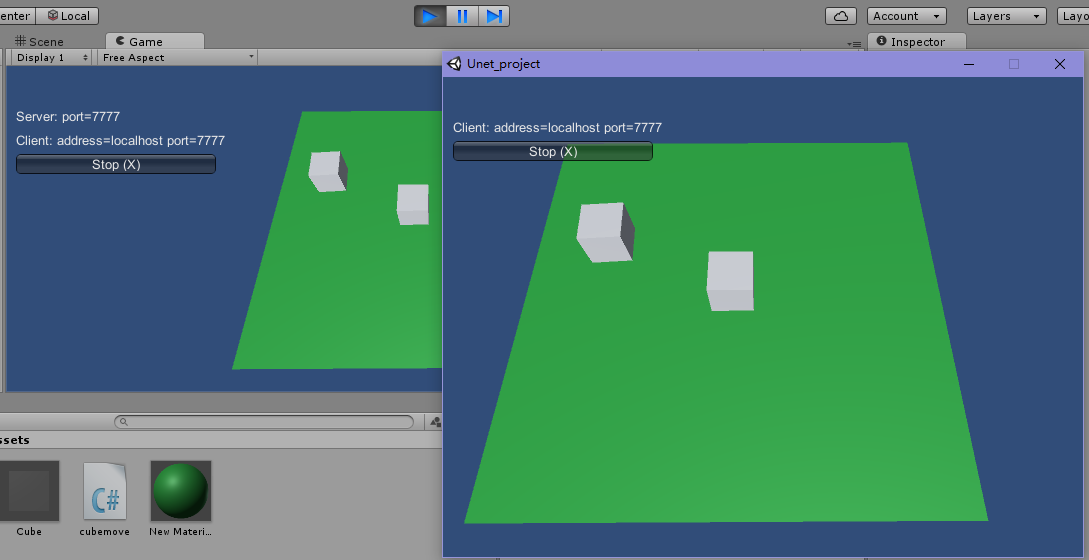 enter Local Account Layers Layo
Scene Game Inspector
Display 1 Free Aspect
Unet_project
Server: port=7777
Client: address=localhost port=7777
Stop (X)
Client: address=localhost port=7777
Stop (X)
ssets
C#
Cube cubemove New Materi...